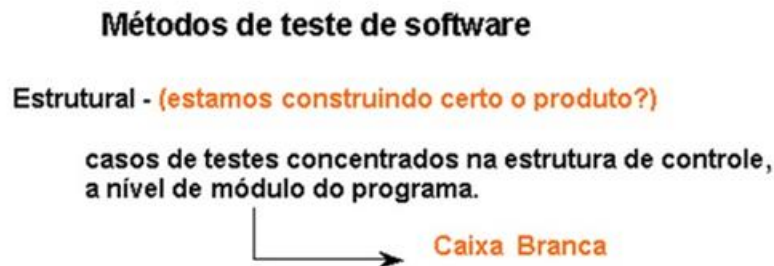 Métodos de teste de software
Estrutural - (estamos construindo certo o produto?)
casos de testes concentrados na estrutura de controle,
a nível de módulo do programa.
Caixa Branca